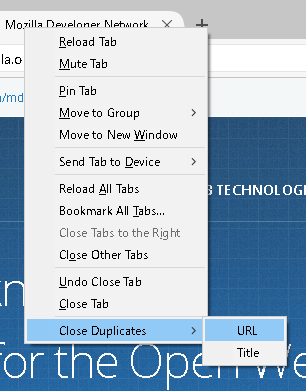 Mozilla Developer Network
la.o
Reload Tab
Mute Tab
/md
Pin Tab
Move to Group
Move to New Window
Send Tab to Device
Reload All Tabs
B TECHNOLOGI
Bookmark All Tabs...
Close Tabs to the Right
Close Other Tabs
Undo Close Tab
Close Tab
Close Duplicates
URL
Title
for the Open We